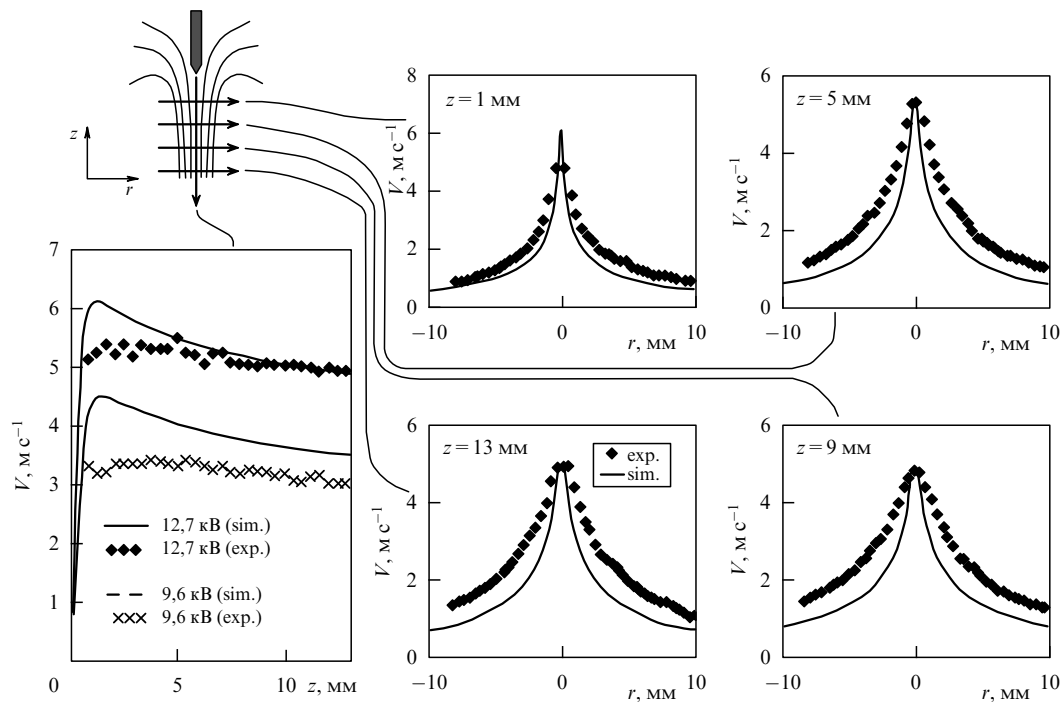 z
r
7
6
5
4
3
2
1
0
5
10
z, мм
V, м с−1
12,7 кВ (sim.)
12,7 кВ (exp.)
9,6 кВ (sim.)
9,6 кВ (exp.)
z = 1 мм
8
6
4
2
0
V, м с−1
−10
0
10
r, мм
z = 5 мм
6
4
2
0
V, м с−1
−10
0
10
r, мм
z = 13 мм
exp.
sim.
6
4
2
0
V, м с−1
−10
0
10
r, мм
z = 9 мм
6
4
2
0
V, м с−1
−10
0
10
r, мм